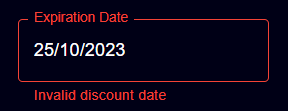 Expiration Date
25/10/2023
Invalid discount date